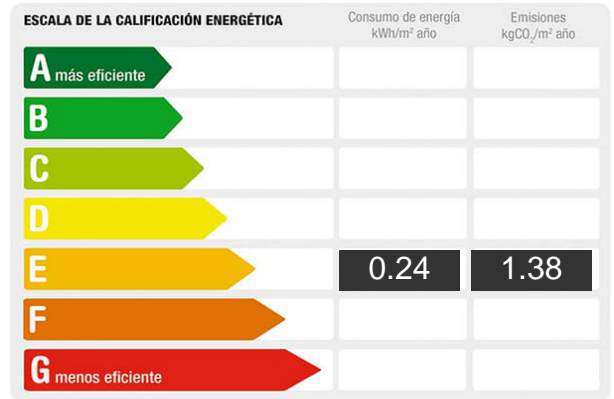 ESCALA DE LA CALIFICACIÓN ENERGÉTICA
Consumo de energía
kWh/m² año
Emisiones
kgCO₂/m² año
A más eficiente
B
C
D
E 0.24 1.38
F
G menos eficiente